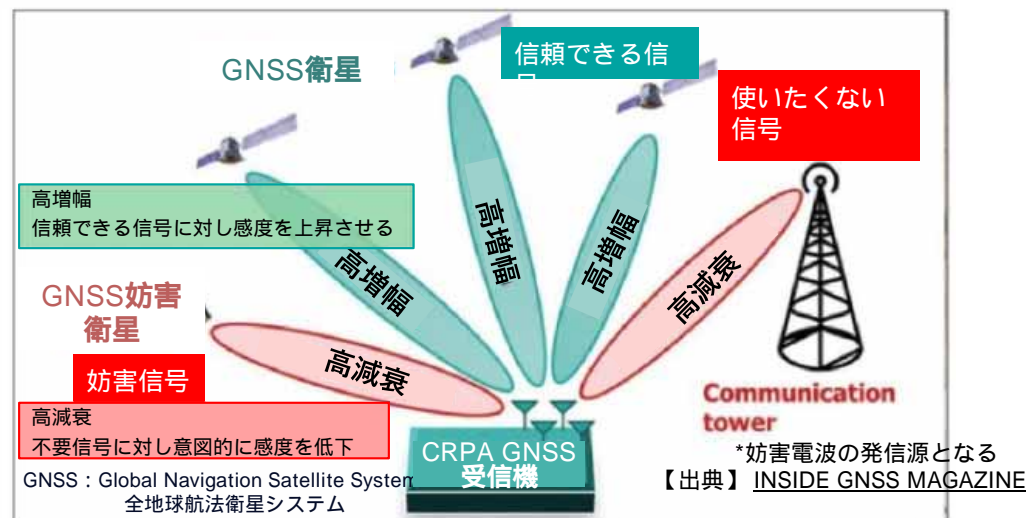 GNSS衛星
信頼できる信
使いたくない
信号
高増幅
信頼できる信号に対し感度を上昇させる
高増幅
高増幅
高増幅
高減衰
GNSS妨害
衛星
妨害信号
高減衰
高減衰
不要信号に対し意図的に感度を低下
CRPA GNSS
受信機
Communication
tower
*妨害電波の発信源となる
【出典】 INSIDE GNSS MAGAZINE
GNSS：Global Navigation Satellite System
全地球航法衛星システム